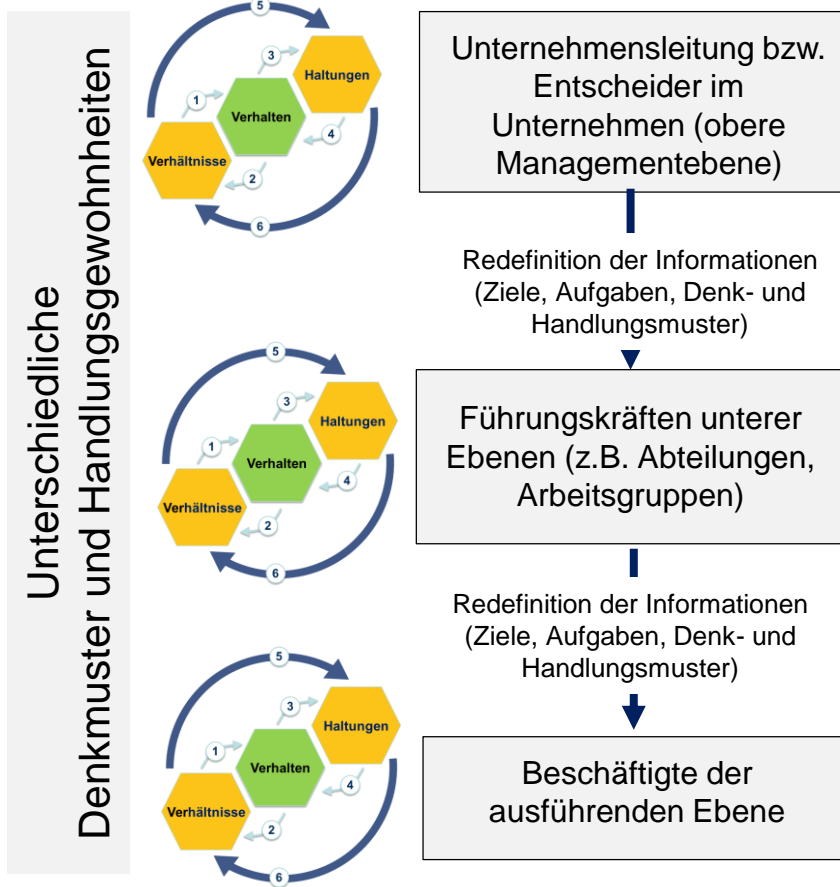 Unterschiedliche
Denkmuster und Handlungsgewohnheiten
5
3
Haltungen
1
Verhalten
4
Verhältnisse
2
6
Unternehmensleitung bzw.
Entscheider im
Unternehmen (obere
Managementebene)
Redefinition der Informationen
(Ziele, Aufgaben, Denk- und
Handlungsmuster)
5
3
Haltungen
1
Verhalten
4
Verhältnisse
2
6
Führungskräften unterer
Ebenen (z.B. Abteilungen,
Arbeitsgruppen)
Redefinition der Informationen
(Ziele, Aufgaben, Denk- und
Handlungsmuster)
5
3
Haltungen
1
Verhalten
4
Verhältnisse
2
6
Beschäftigte der
ausführenden Ebene